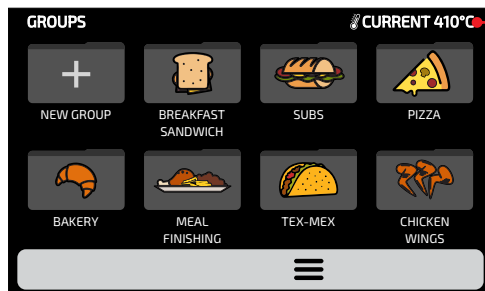 GROUPS
CURRENT 410°C
NEW GROUP
BREAKFAST
SANDWICH
SUBS
PIZZA
BAKERY
MEAL
FINISHING
TEX-MEX
CHICKEN
WINGS